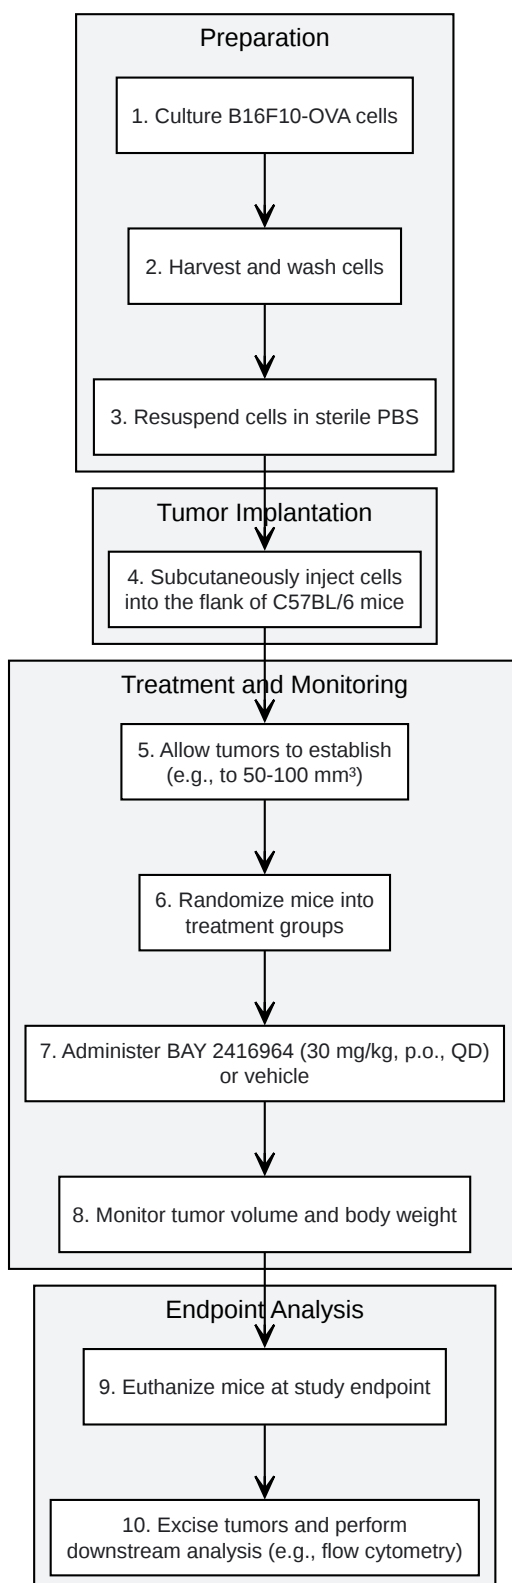 Preparation
1. Culture B16F10-OVA cells
2. Harvest and wash cells
3. Resuspend cells in sterile PBS
Tumor Implantation
4. Subcutaneously inject cells
into the flank of C57BL/6 mice
Treatment and Monitoring
5. Allow tumors to establish
(e.g., to 50-100 mm³)
6. Randomize mice into
treatment groups
7. Administer BAY 2416964 (30 mg/kg, p.o., QD)
or vehicle
8. Monitor tumor volume and body weight
Endpoint Analysis
9. Euthanize mice at study endpoint
10. Excise tumors and perform
downstream analysis (e.g., flow cytometry)